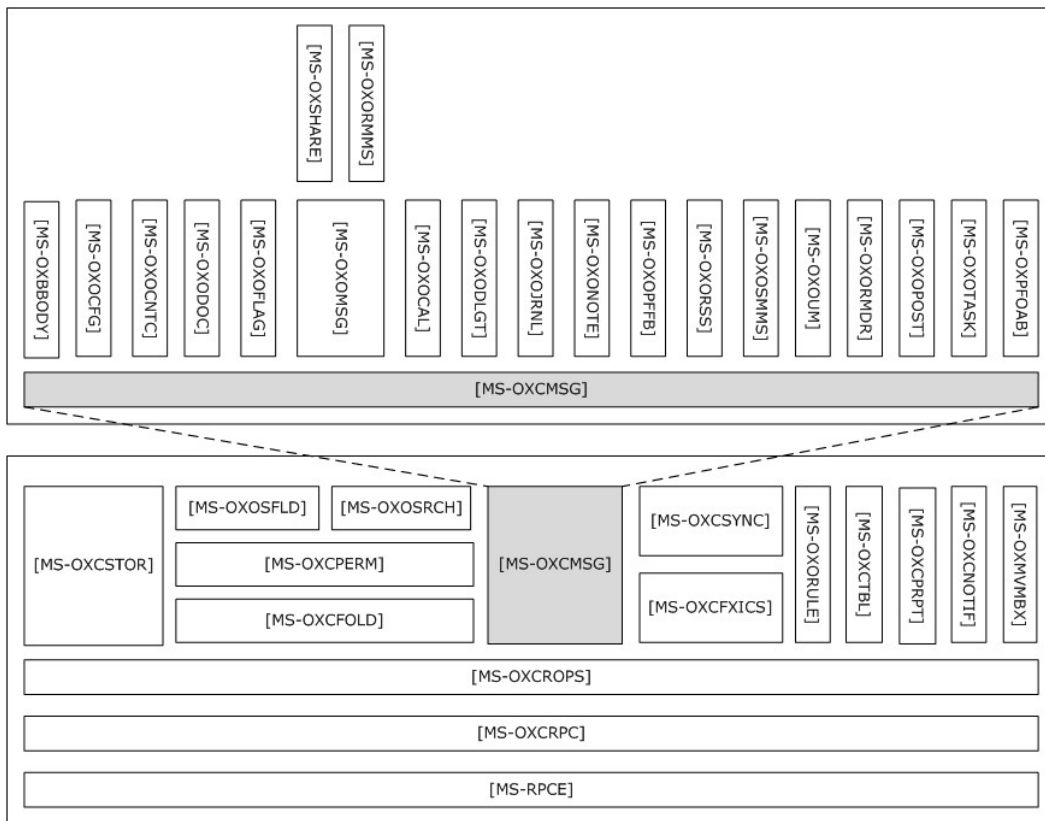 [MS-OXSHARE]
[MS-OXORMMS]
[MS-OXBBODY]
[MS-OXOCFG]
[MS-OXOCNTC]
[MS-OXODOC]
[MS-OXOFLAG]
[MS-OXOMSG]
[MS-OXOCAL]
[MS-OXODLGT]
[MS-OXOJRNL]
[MS-OXONOTE]
[MS-OXOPFFB]
[MS-OXORSS]
[MS-OXOSMMS]
[MS-OXOUM]
[MS-OXORMDR]
[MS-OXOPOST]
[MS-OXOTASK]
[MS-OXPFOAB]
[MS-OXCMSG]
[MS-OXCSTOR]
[MS-OXOSFLD]
[MS-OXOSRCH]
[MS-OXCPERM]
[MS-OXCFOLD]
[MS-OXCMSG]
[MS-OXCSYNC]
[MS-OXCFXICS]
[MS-OXORULE]
[MS-OXCTBL]
[MS-OXCPRPT]
[MS-OXCNOTIF]
[MS-OXMVMBX]
[MS-OXCROPS]
[MS-OXCRPC]
[MS-RPCE]